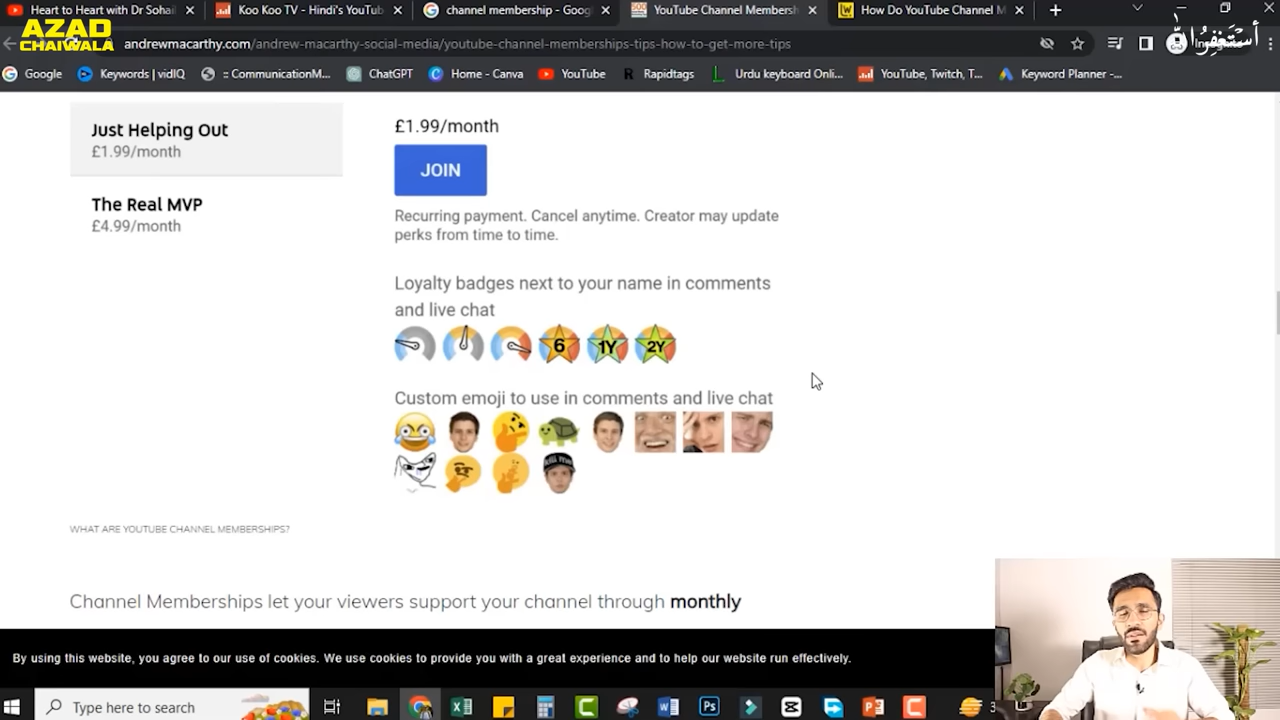 Heart to Heart with Dr Sohai
Koo Koo TV - Hindi's YouTub
channel membership - Goog
YouTube Channel Membersh
How Do YouTube Channel M
AZAD
CHAIWALA
andrewmacarthy.com/andrew-macarthy-social-media/youtube-channel-memberships-tips-how-to-get-more-tips
أستغفر الله
Google
Keywords | vidIQ
:: CommunicationM...
ChatGPT
Home - Canva
YouTube
Rapidtags
Urdu keyboard Onli...
YouTube, Twitch, T...
Keyword Planner -...
Just Helping Out
£1.99/month
The Real MVP
£4.99/month
£1.99/month
JOIN
Recurring payment. Cancel anytime. Creator may update
perks from time to time.
Loyalty badges next to your name in comments
and live chat
6 1Y 2Y
Custom emoji to use in comments and live chat
WHAT ARE YOUTUBE CHANNEL MEMBERSHIPS?
Channel Memberships let your viewers support your channel through monthly
By using this website, you agree to our use of cookies. We use cookies to provide you with a great experience and to help our website run effectively.
Type here to search